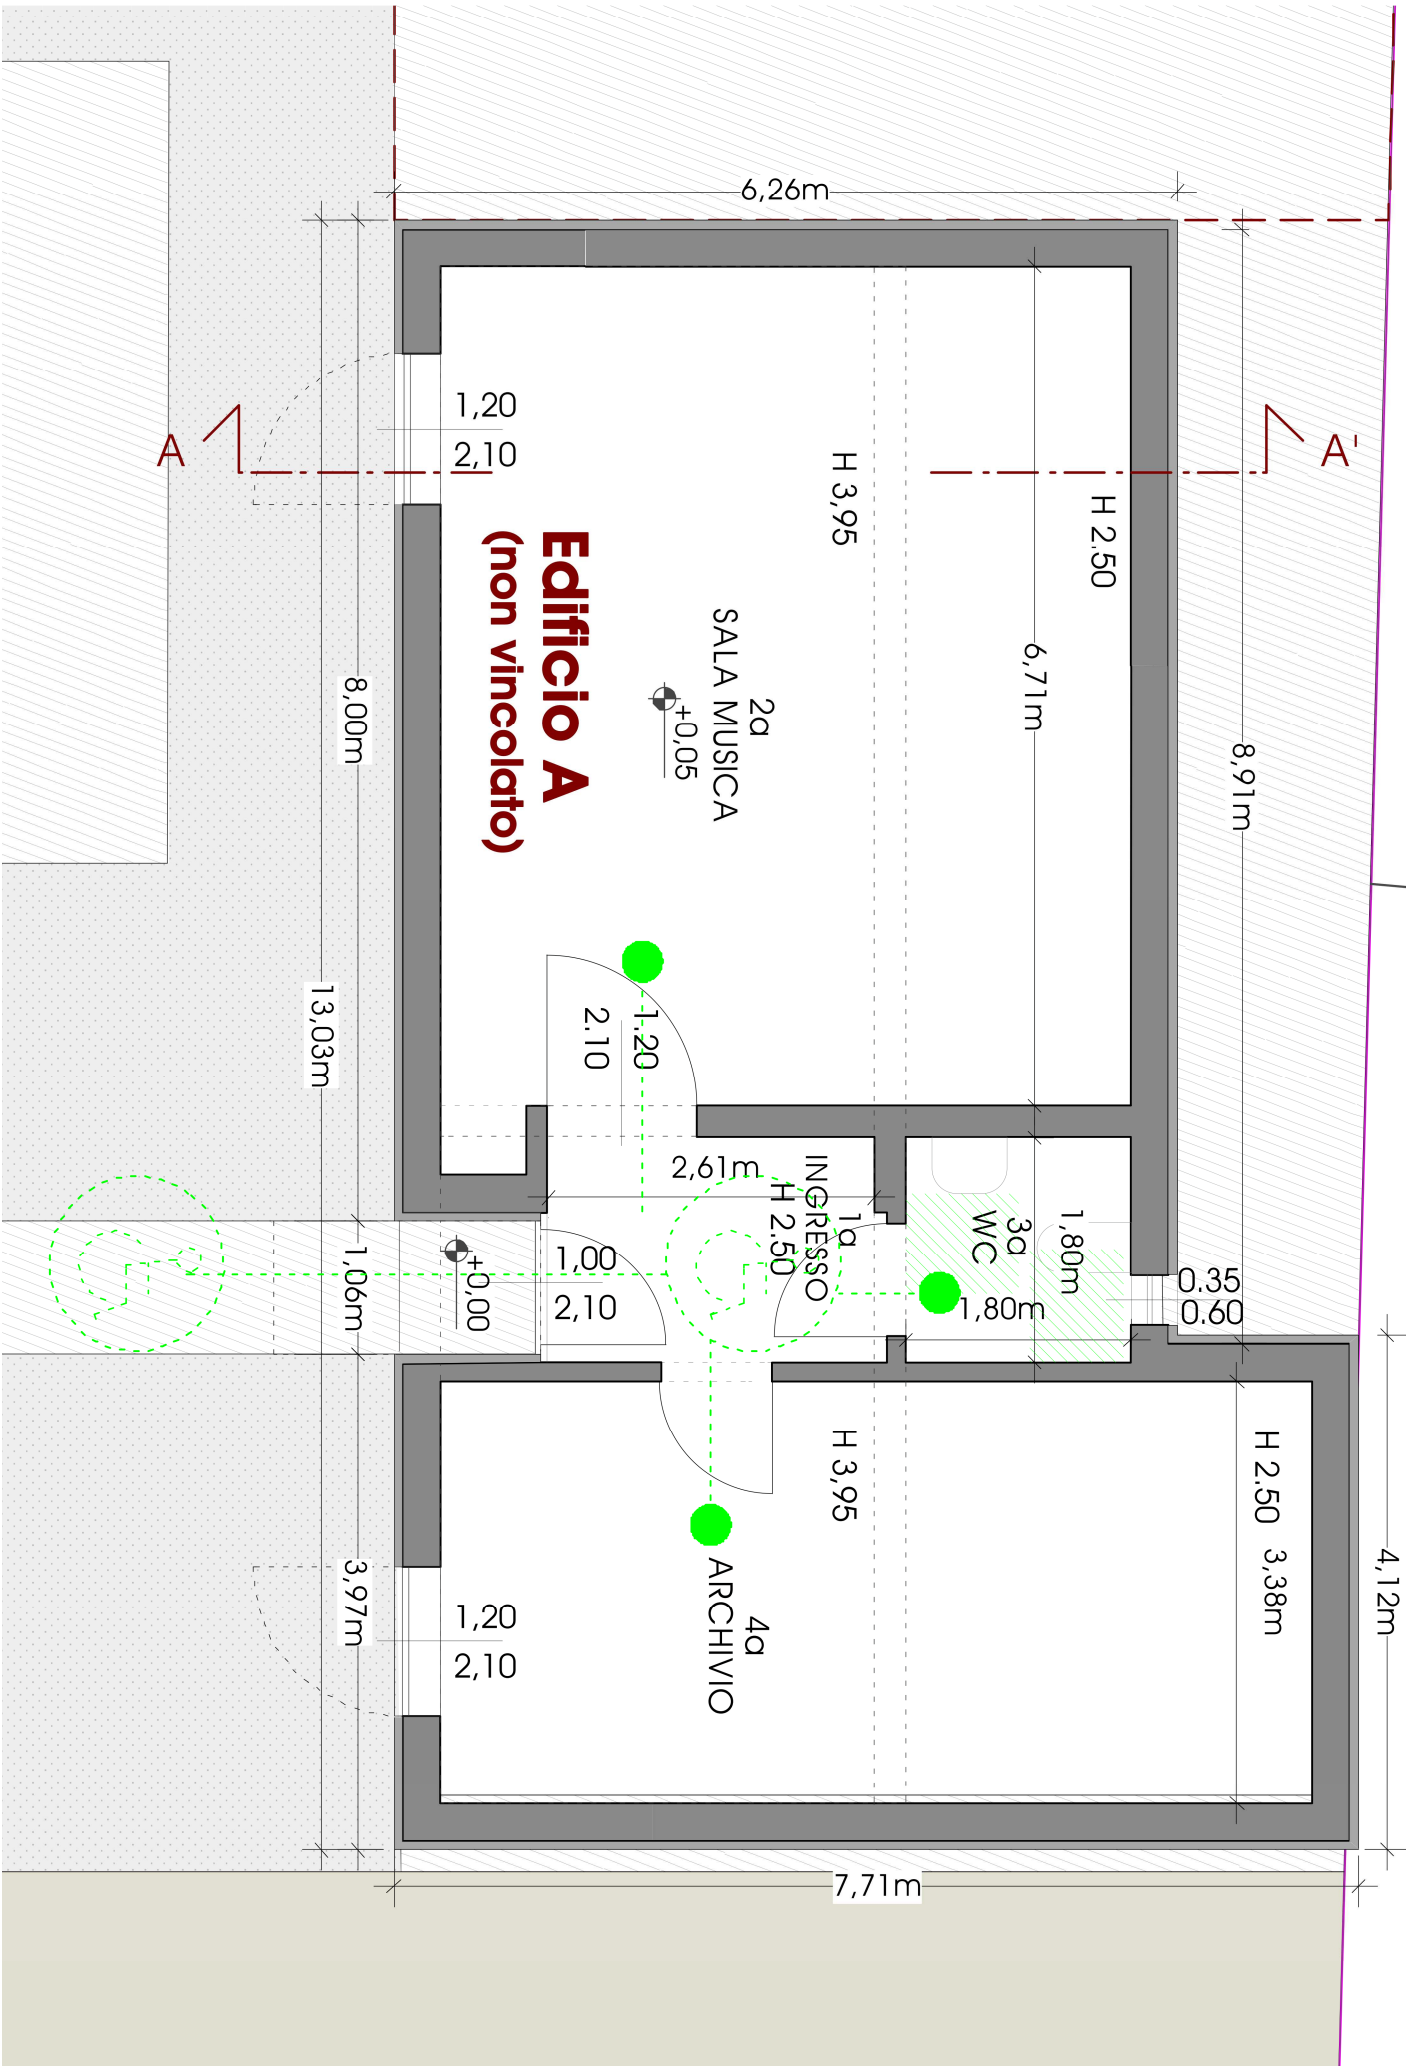 6,26m
1,20
2,10
A
A'
H 3,95
H 2.50
Edificio A
(non vincolato)
2a
SALA MUSICA
+0,05
6,71m
8,00m
8,91m
13,03m
1.20
2.10
2,61m
1a
INGRESSO
H 2.50
3a
WC
1,80m
1,80m
0.35
0.60
1,06m
+0,00
1,00
2,10
H 3,95
H 2.50
3,38m
4,12m
3,97m
1,20
2,10
4a
ARCHIVIO
7,71m